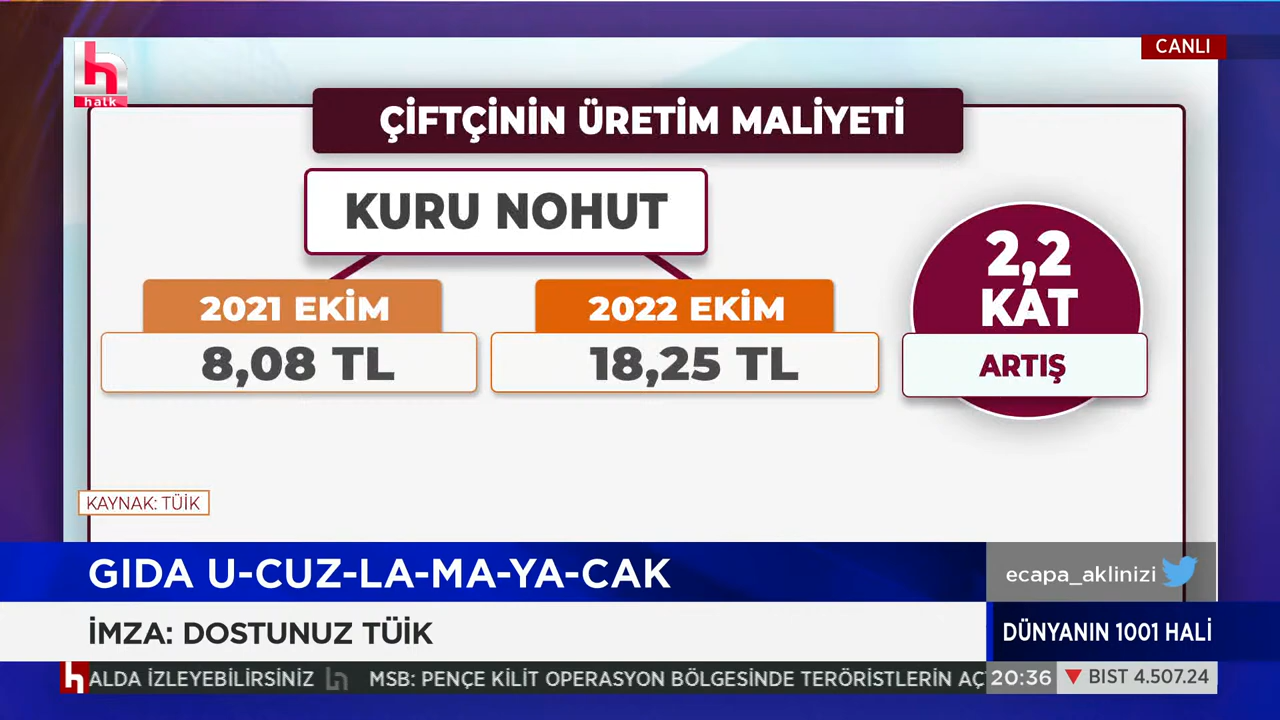 CANLI
h
halk
ÇİFTÇİNİN ÜRETİM MALİYETİ
KURU NOHUT
2021 EKİM
8,08 TL
2022 EKİM
18,25 TL
2,2
KAT
ARTIŞ
KAYNAK: TÜİK
GIDA U-CUZ-LA-MA-YA-CAK
ecapa_aklinizi
İMZA: DOSTUNUZ TÜİK
DÜNYANIN 1001 HALİ
h ALDA İZLEYEBİLİRSİNİZ h MSB: PENÇE KİLİT OPERASYON BÖLGESİNDE TERÖRİSTLERİN AÇ 20:36 BIST 4.507.24